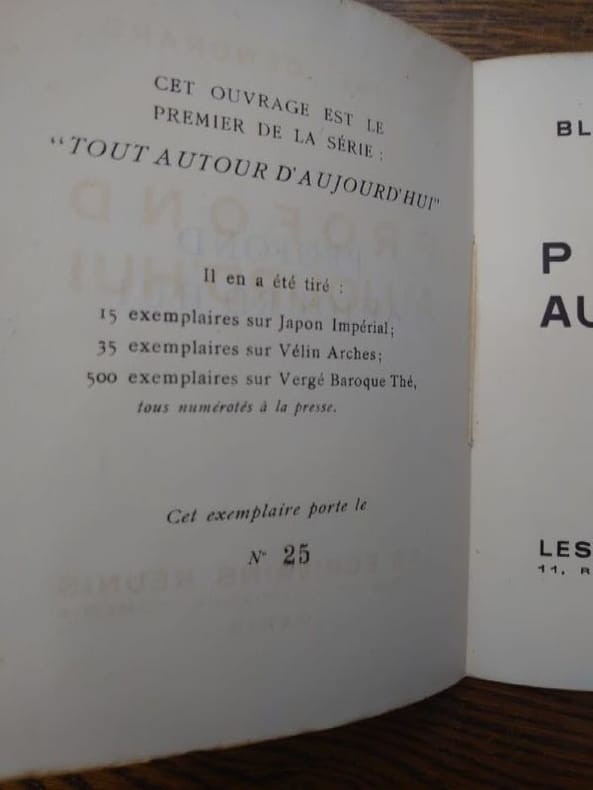 CET OUVRAGE EST LE
PREMIER DE LA SÉRIE :
"TOUT AUTOUR D'AUJOURD'HUI"
Il en a été tiré :
15 exemplaires sur Japon Impérial;
35 exemplaires sur Vélin Arches;
500 exemplaires sur Vergé Baroque Thé,
tous numérotés à la presse.
Cet exemplaire porte le
N° 25
BL
P
AU
LES
11, R